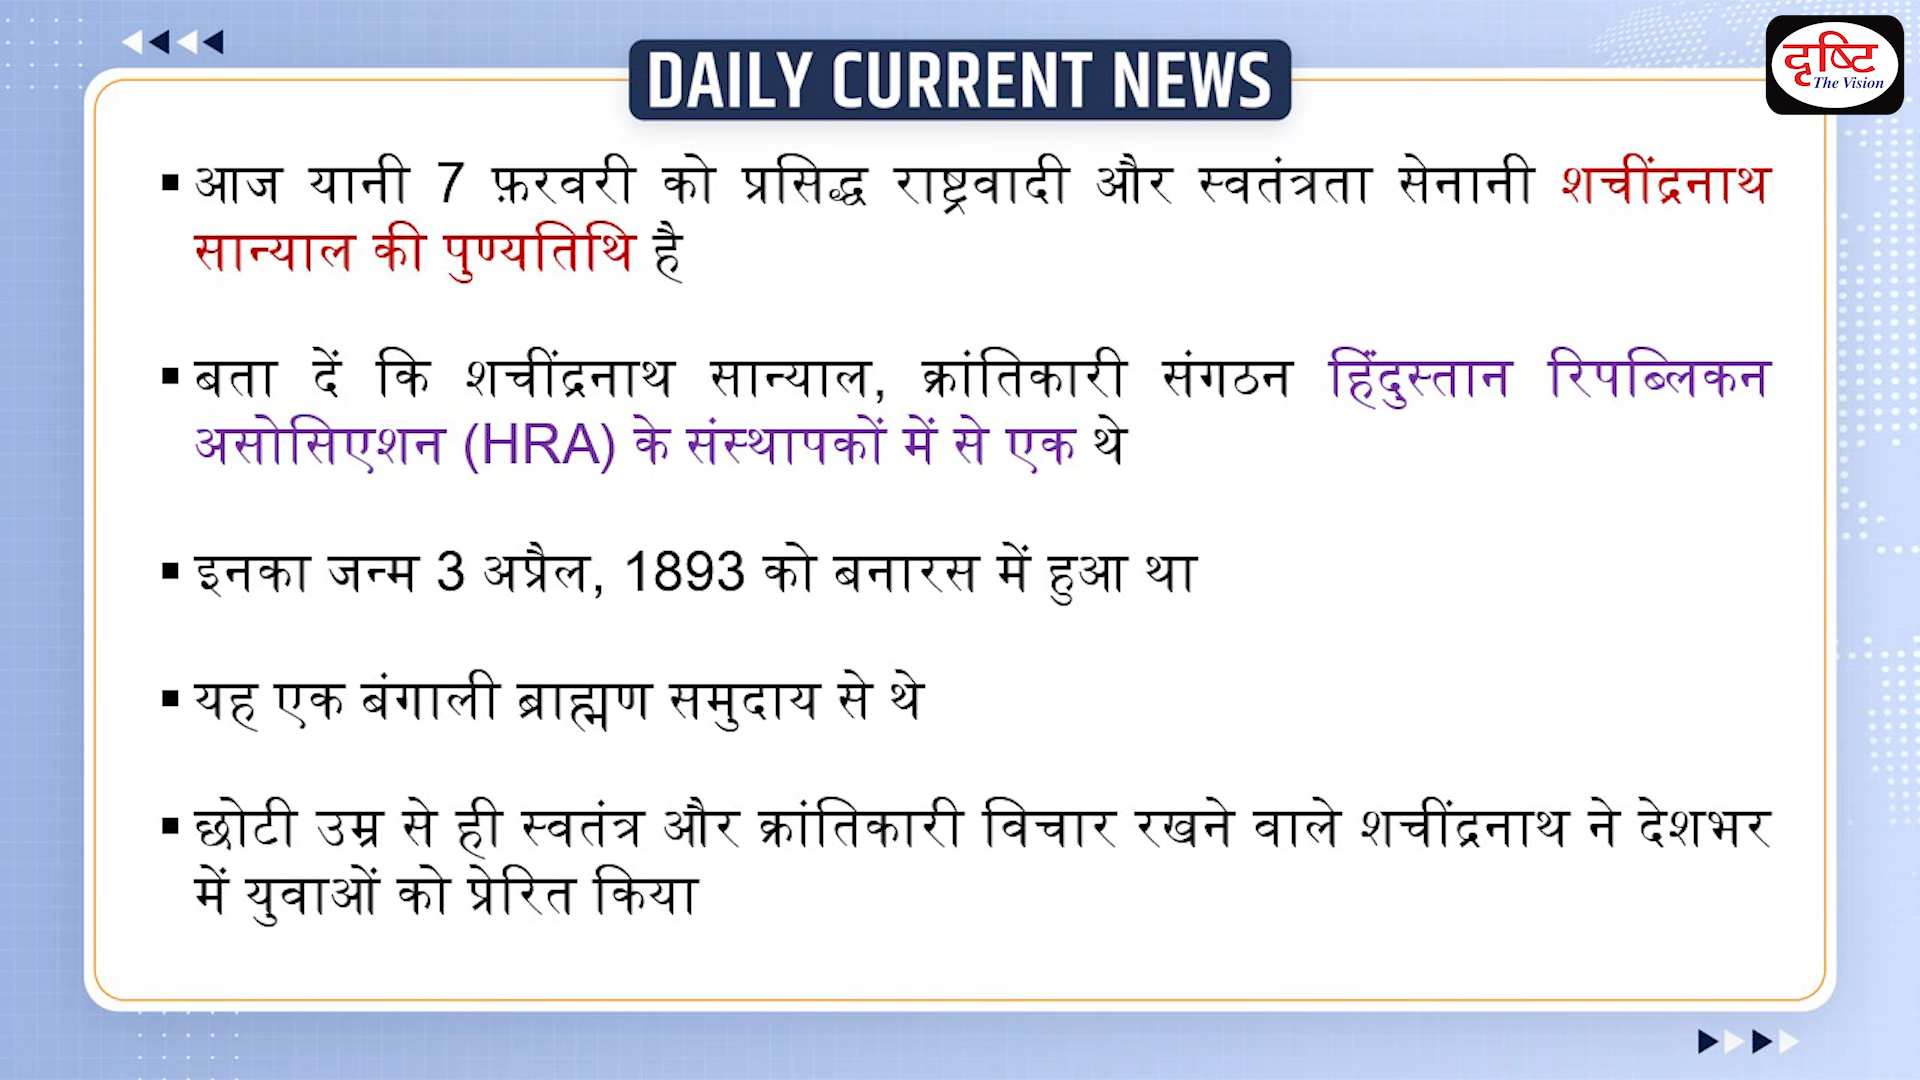 DAILY CURRENT NEWS
दृष्टि
The Vision
▪ आज यानी 7 फ़रवरी को प्रसिद्ध राष्ट्रवादी और स्वतंत्रता सेनानी शचींद्रनाथ
सान्याल की पुण्यतिथि है
▪ बता दें कि शचींद्रनाथ सान्याल, क्रांतिकारी संगठन हिंदुस्तान रिपब्लिकन
असोसिएशन (HRA) के संस्थापकों में से एक थे
▪ इनका जन्म 3 अप्रैल, 1893 को बनारस में हुआ था
▪ यह एक बंगाली ब्राह्मण समुदाय से थे
▪ छोटी उम्र से ही स्वतंत्र और क्रांतिकारी विचार रखने वाले शचींद्रनाथ ने देशभर
में युवाओं को प्रेरित किया